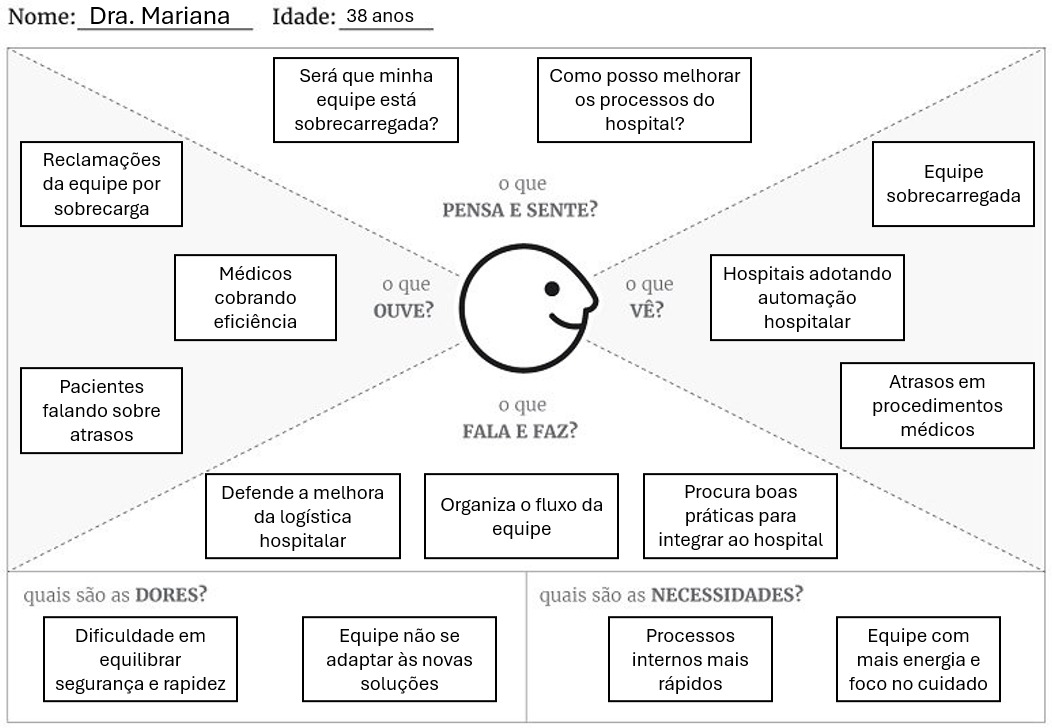 Nome: Dra. Mariana Idade: 38 anos
Será que minha
equipe está
sobrecarregada?
Como posso melhorar
os processos do
hospital?
o que
PENSA E SENTE?
Reclamações
da equipe por
sobrecarga
Médicos
cobrando
eficiência
Pacientes
falando sobre
atrasos
o que
OUVE?
o que
VÊ?
Equipe
sobrecarregada
Hospitais adotando
automação
hospitalar
Atrasos em
procedimentos
médicos
o que
FALA E FAZ?
Defende a melhora
da logística
hospitalar
Organiza o fluxo da
equipe
Procura boas
práticas para
integrar ao hospital
quais são as DORES?
Dificuldade em
equilibrar
segurança e rapidez
Equipe não se
adaptar às novas
soluções
quais são as NECESSIDADES?
Processos
internos mais
rápidos
Equipe com
mais energia e
foco no cuidado